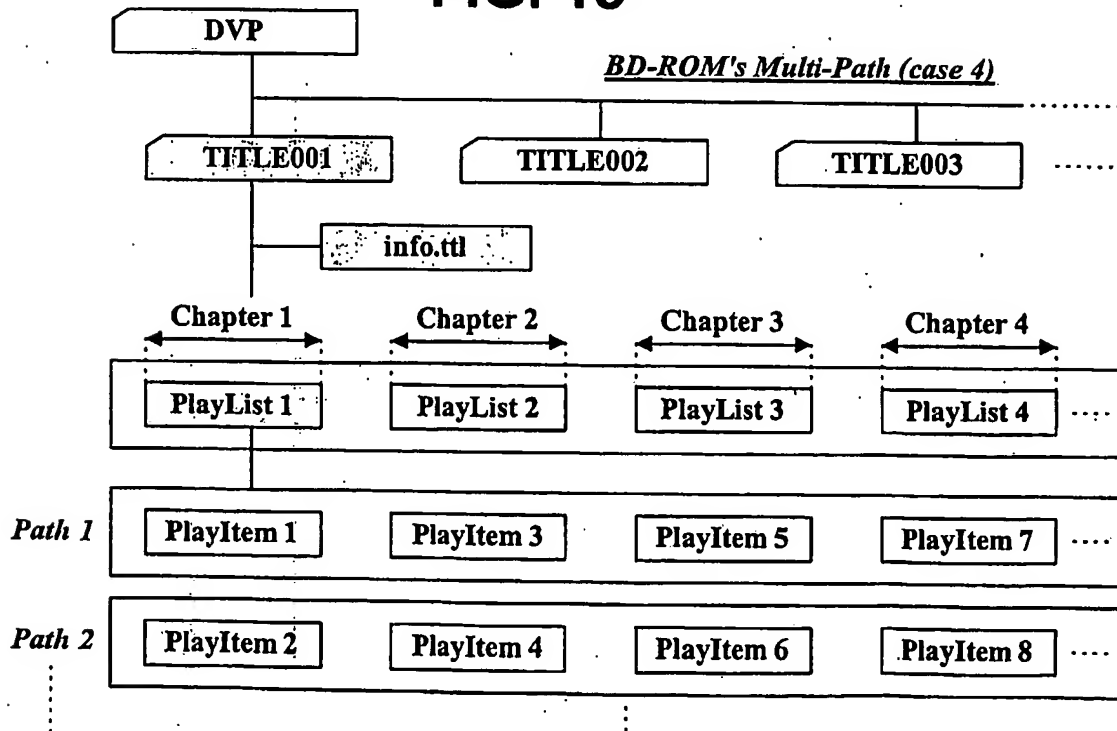 DVP
BD-ROM's Multi-Path (case 4)
TITLE001 TITLE002 TITLE003
info.ttl
Chapter 1 Chapter 2 Chapter 3 Chapter 4
PlayList 1 PlayList 2 PlayList 3 PlayList 4
Path 1 PlayItem 1 PlayItem 3 PlayItem 5 PlayItem 7
Path 2 PlayItem 2 PlayItem 4 PlayItem 6 PlayItem 8